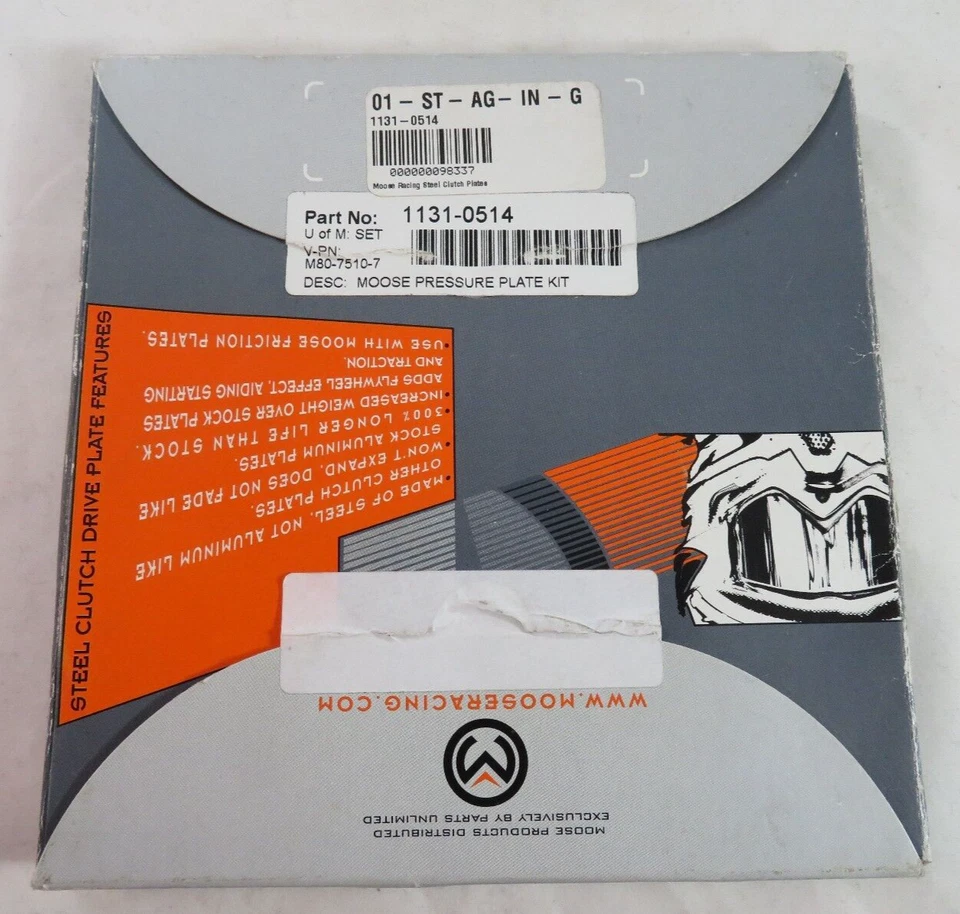 01-ST-AG-IN-G
1131-0514
000000098337
Moose Racing Steel Clutch Plates
Part No: 1131-0514
U of M: SET
V-PN:
M80-7510-7
DESC: MOOSE PRESSURE PLATE KIT
STEEL CLUTCH DRIVE PLATE FEATURES
• MADE OF STEEL, NOT ALUMINUM LIKE
OTHER CLUTCH PLATES.
WON'T EXPAND, DOES NOT FADE LIKE
STOCK ALUMINUM PLATES.
• 300% LONGER LIFE THAN STOCK.
• INCREASED WEIGHT OVER STOCK PLATES
ADDS FLYWHEEL EFFECT, AIDING STARTING
AND TRACTION.
• USE WITH MOOSE FRICTION PLATES.
WWW.MOOSERACING.COM
MOOSE PRODUCTS DISTRIBUTED
EXCLUSIVELY BY PARTS UNLIMITED